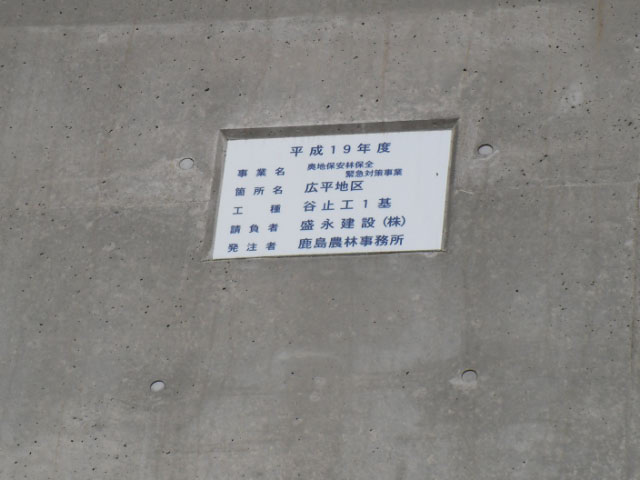 平成19年度
事業名 奥地保安林保全
緊急対策事業
箇所名 広平地区
工種 谷止工1基
請負者 盛永建設(株)
発注者 鹿島農林事務所